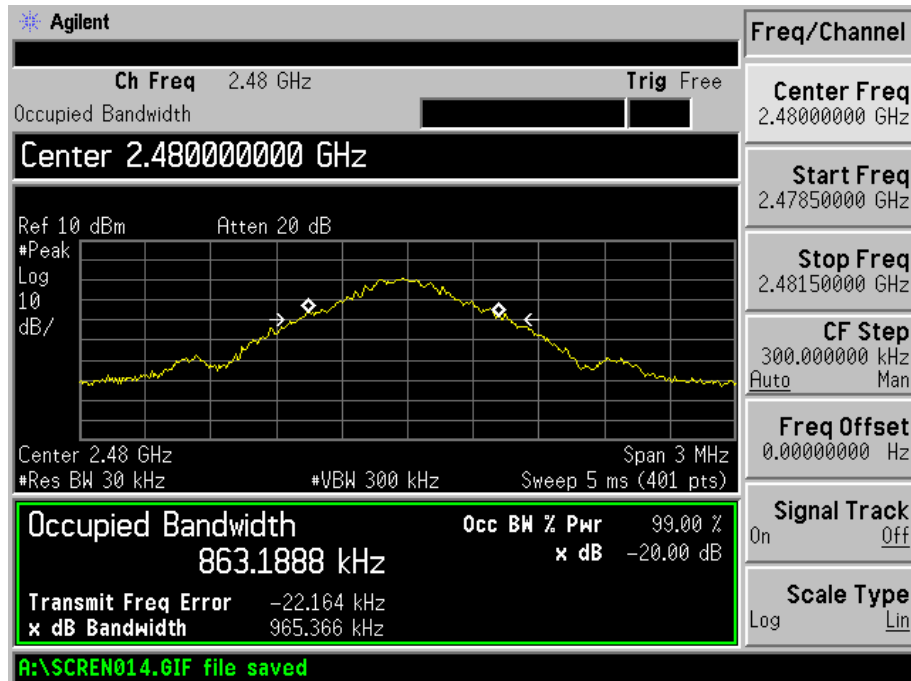 Agilent
Freq/Channel
Ch Freq 2.48 GHz Trig Free
Occupied Bandwidth
Center 2.480000000 GHz
Ref 10 dBm Atten 20 dB
#Peak
Log
10
dB/
Center 2.48 GHz Span 3 MHz
#Res BW 30 kHz #VBW 300 kHz Sweep 5 ms (401 pts)
Occupied Bandwidth
863.1888 kHz
Occ BW % Pwr 99.00 %
x dB -20.00 dB
Transmit Freq Error -22.164 kHz
x dB Bandwidth 965.366 kHz
A:\SCREN014.GIF file saved
Center Freq
2.48000000 GHz
Start Freq
2.47850000 GHz
Stop Freq
2.48150000 GHz
CF Step
300.000000 kHz
Auto Man
Freq Offset
0.00000000 Hz
Signal Track
On Off
Scale Type
Log Lin